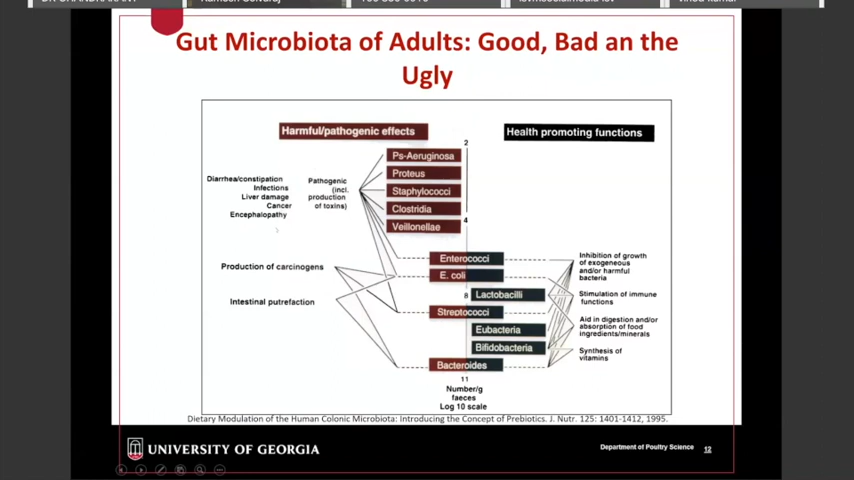 Gut Microbiota of Adults: Good, Bad an the
Ugly
Harmful/pathogenic effects
Health promoting functions
2
Ps-Aeruginosa
Proteus
Staphylococci
Clostridia
4
Veillonellae
Diarrhea/constipation
Infections
Liver damage
Cancer
Encephalopathy
Pathogenic
(incl.
production
of toxins)
Enterococci
E. coli
8
Lactobacilli
Streptococci
Eubacteria
Bifidobacteria
Bacteroides
11
Number/g
faeces
Log 10 scale
Production of carcinogens
Intestinal putrefaction
Inhibition of growth
of exogeneous
and/or harmful
bacteria
Stimulation of immune
functions
Aid in digestion and/or
absorption of food
ingredients/minerals
Synthesis of
vitamins
Dietary Modulation of the Human Colonic Microbiota: Introducing the Concept of Prebiotics. J. Nutr. 125: 1401-1412, 1995.
UNIVERSITY OF GEORGIA
Department of Poultry Science
12